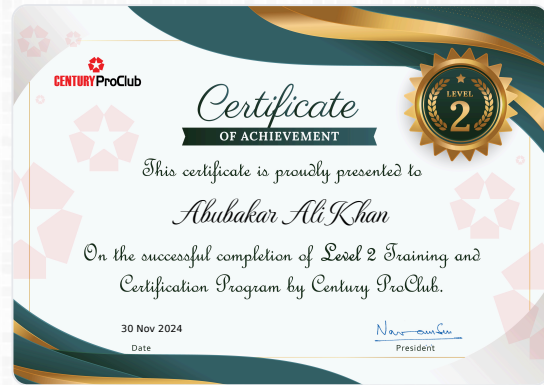 CENTURY ProClub
Certificate
OF ACHIEVEMENT
LEVEL
2
This certificate is proudly presented to
Abubakar Ali Khan
On the successful completion of Level 2 Training and
Certification Program by Century ProClub.
30 Nov 2024
Date
President